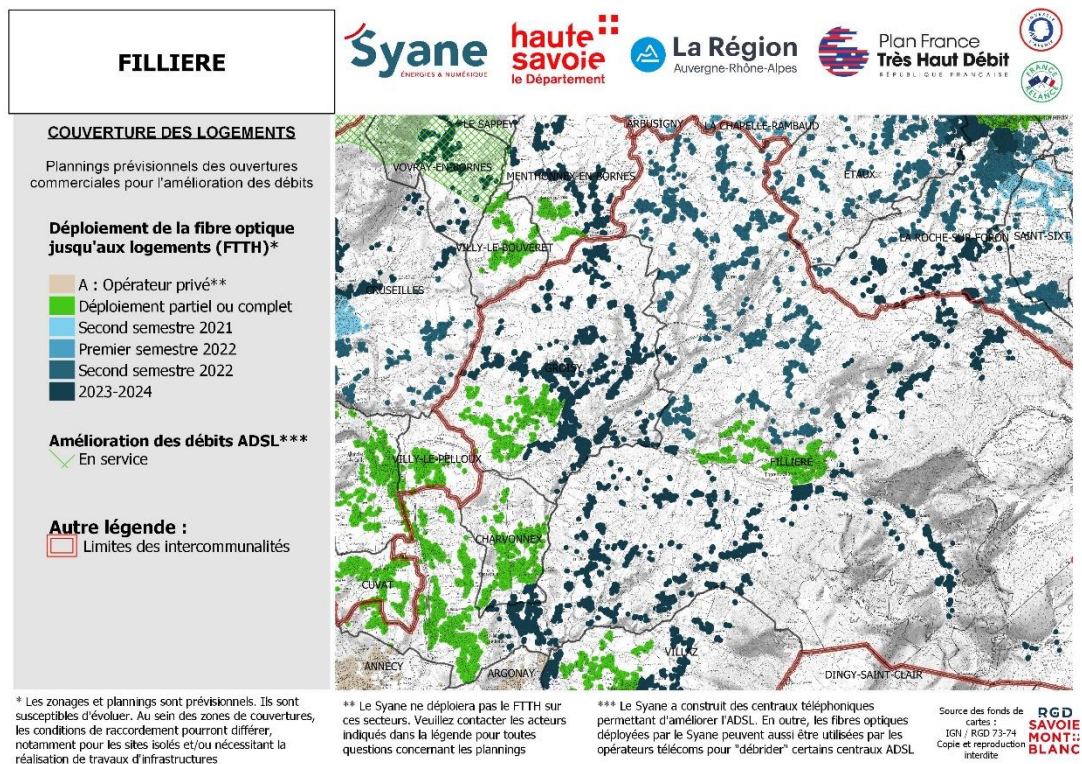 FILLIERE
Syane
ÉNERGIES & NUMÉRIQUE
haute
savoie
le Département
La Région
Auvergne-Rhône-Alpes
Plan France
Très Haut Débit
RÉPUBLIQUE FRANÇAISE
FRANCE
RELANCE
COUVERTURE DES LOGEMENTS
Plannings prévisionnels des ouvertures
commerciales pour l'amélioration des débits
Déploiement de la fibre optique
jusqu'aux logements (FTTH)*
A : Opérateur privé**
Déploiement partiel ou complet
Second semestre 2021
Premier semestre 2022
Second semestre 2022
2023-2024
Amélioration des débits ADSL***
En service
Autre légende :
Limites des intercommunalités
LE SAPPEY
ARBUSIGNY
LA CHAPELLE-RAMBAUD
VOVRAY-EN-BORNES
MENTHONNEX-EN-BORNES
ETAUX
VILLY-LE-BOUVERET
LA ROCHE-SUR-FORON
SAINT-SIXT
CRUSEILLES
GROISY
VILLY-LE-PELLOUX
FILLIERE
CHARVONNEX
CUVAT
ANNECY
ARGONAY
VILLAZ
DINGY-SAINT-CLAIR
* Les zonages et plannings sont prévisionnels. Ils sont
susceptibles d'évoluer. Au sein des zones de couvertures,
les conditions de raccordement pourront différer,
notamment pour les sites isolés et/ou nécessitant la
réalisation de travaux d'infrastructures
** Le Syane ne déploiera pas le FTTH sur
ces secteurs. Veuillez contacter les acteurs
indiqués dans la légende pour toutes
questions concernant les plannings
*** Le Syane a construit des centraux téléphoniques
permettant d'améliorer l'ADSL. En outre, les fibres optiques
déployées par le Syane peuvent aussi être utilisées par les
opérateurs télécoms pour "débrider" certains centraux ADSL
Source des fonds de
cartes :
IGN / RGD 73-74
Copie et reproduction
interdite
RGD
SAVOIE
MONT
BLANC